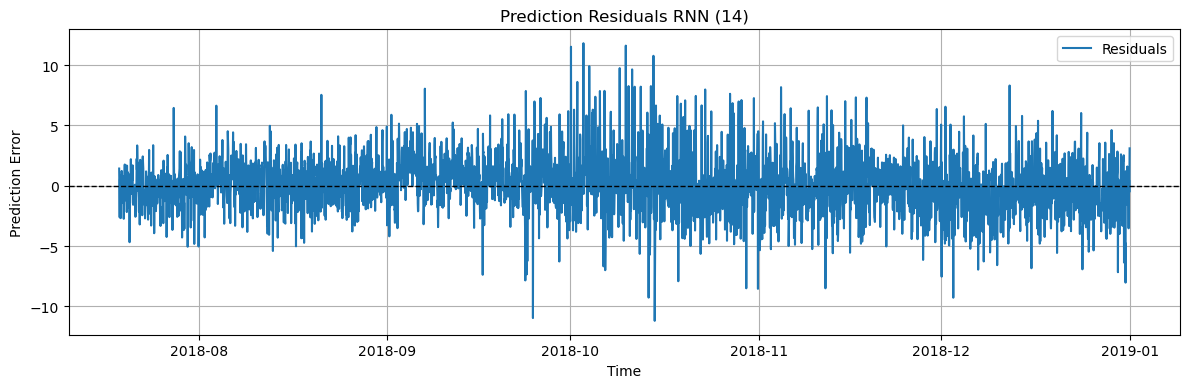 Prediction Residuals RNN (14)
Residuals
Prediction Error
10
5
0
−5
−10
2018-08
2018-09
2018-10
2018-11
2018-12
2019-01
Time